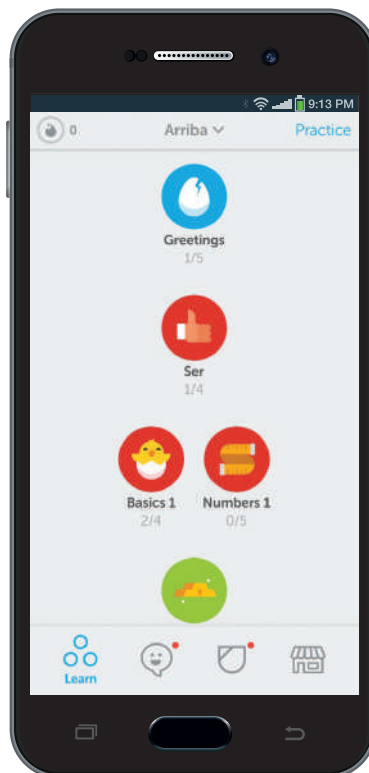 9:13 PM
0 Arriba Practice
Greetings
1/5
Ser
1/4
Basics 1 Numbers 1
2/4 0/5
Learn